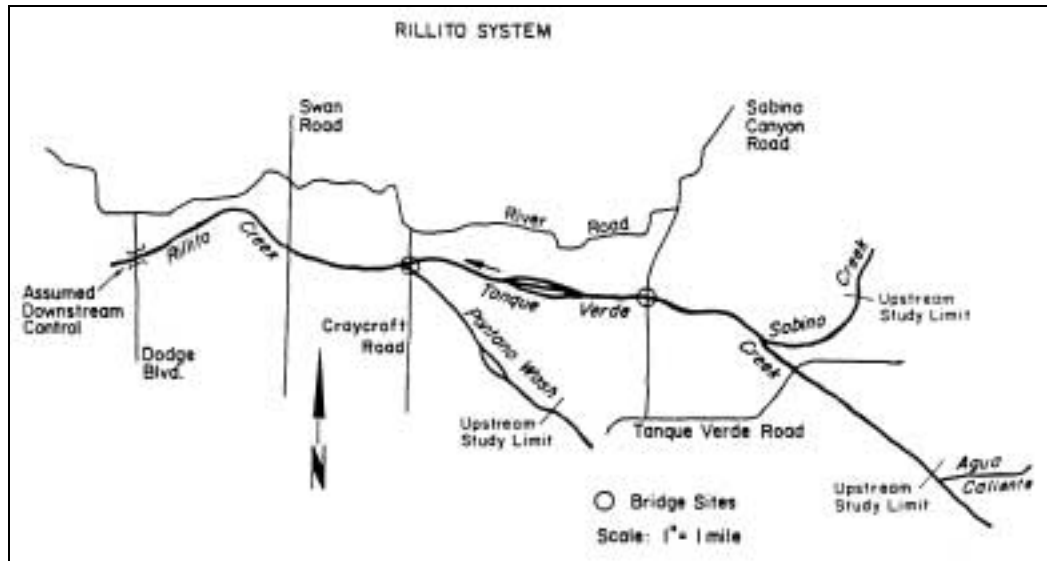 RILLITO SYSTEM
Swan
Road
Sabino
Canyon
Road
River Road
Rillito Creek
Assumed
Downstream
Control
Dodge
Blvd.
Craycroft
Road
Tanque Verde Creek
Pantano Wash
Upstream
Study Limit
Sabino Creek
Upstream
Study Limit
Tanque Verde Road
Agua
Caliente
Upstream
Study Limit
N
Bridge Sites
Scale: 1" = 1 mile